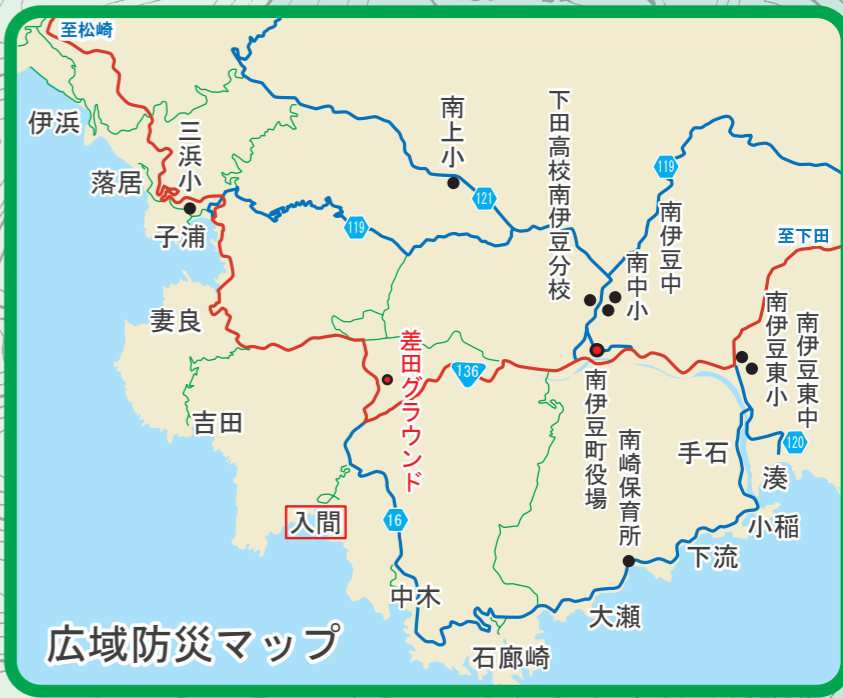 至松崎
伊浜
三浜小
落居
子浦
南上小
121
119
下田高校南伊豆分校
119
南伊豆中
南中小
至下田
妻良
差田グラウンド
136
南伊豆東小
南伊豆東中
吉田
南伊豆町役場
南崎保育所
手石
120
湊
入間
16
小稲
下流
中木
大瀬
石廊崎
広域防災マップ